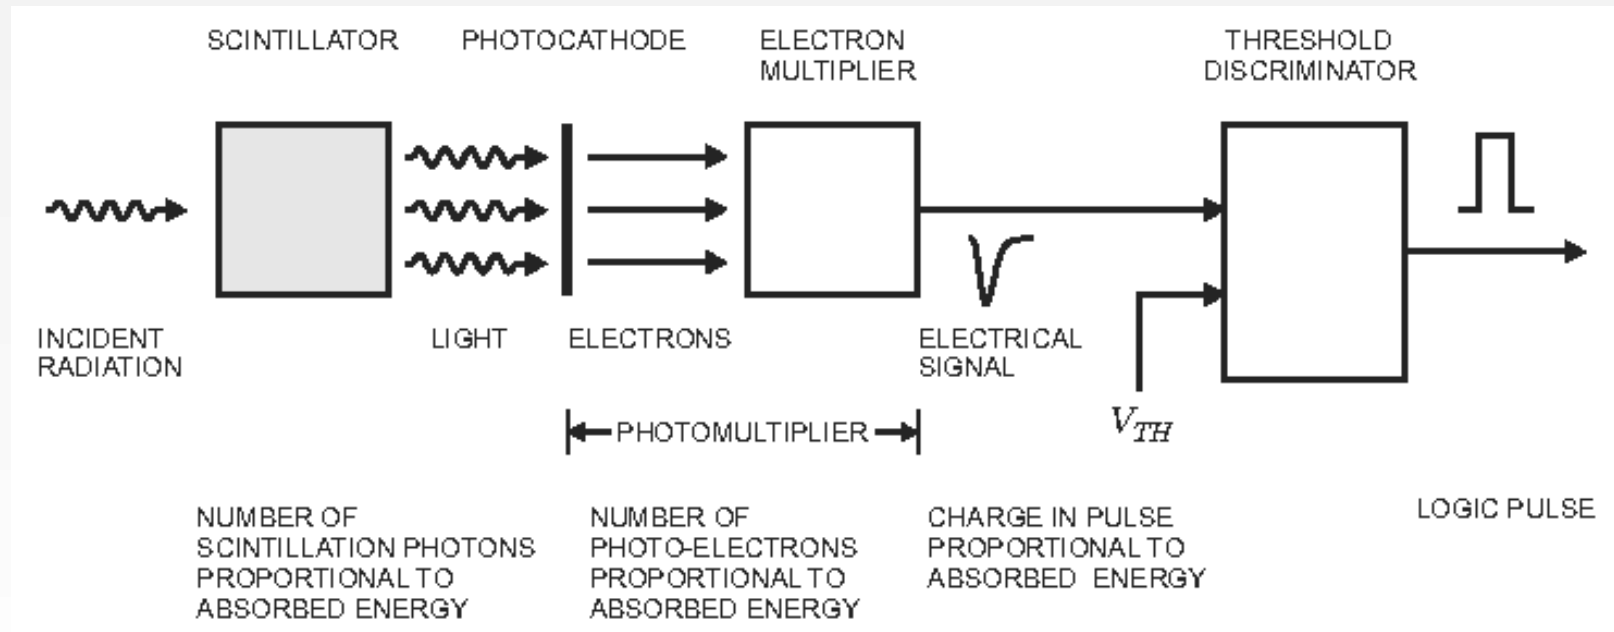 SCINTILLATOR
PHOTOCATHODE
ELECTRON
MULTIPLIER
THRESHOLD
DISCRIMINATOR
INCIDENT
RADIATION
LIGHT
ELECTRONS
ELECTRICAL
SIGNAL
V_TH
PHOTOMULTIPLIER
NUMBER OF
SCINTILLATION PHOTONS
PROPORTIONAL TO
ABSORBED ENERGY
NUMBER OF
PHOTO-ELECTRONS
PROPORTIONAL TO
ABSORBED ENERGY
CHARGE IN PULSE
PROPORTIONAL TO
ABSORBED ENERGY
LOGIC PULSE